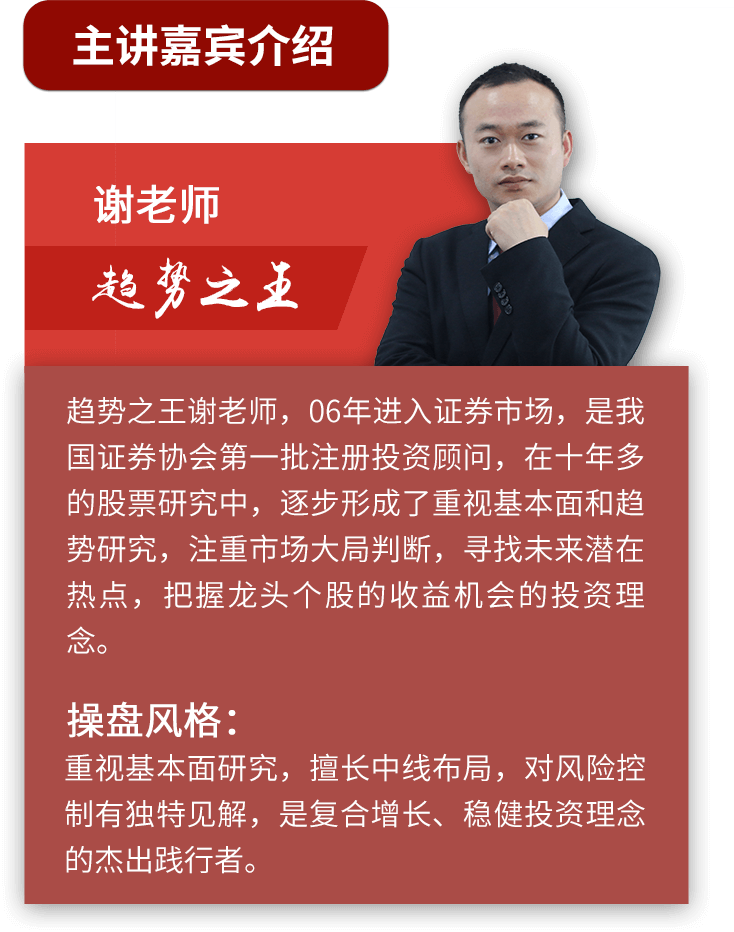 主讲嘉宾介绍
谢老师
趋势之王
趋势之王谢老师，06年进入证券市场，是我
国证券协会第一批注册投资顾问，在十年多
的股票研究中，逐步形成了重视基本面和趋
势研究，注重市场大局判断，寻找未来潜在
热点，把握龙头个股的收益机会的投资理
念。
操盘风格：
重视基本面研究，擅长中线布局，对风险控
制有独特见解，是复合增长、稳健投资理念
的杰出践行者。